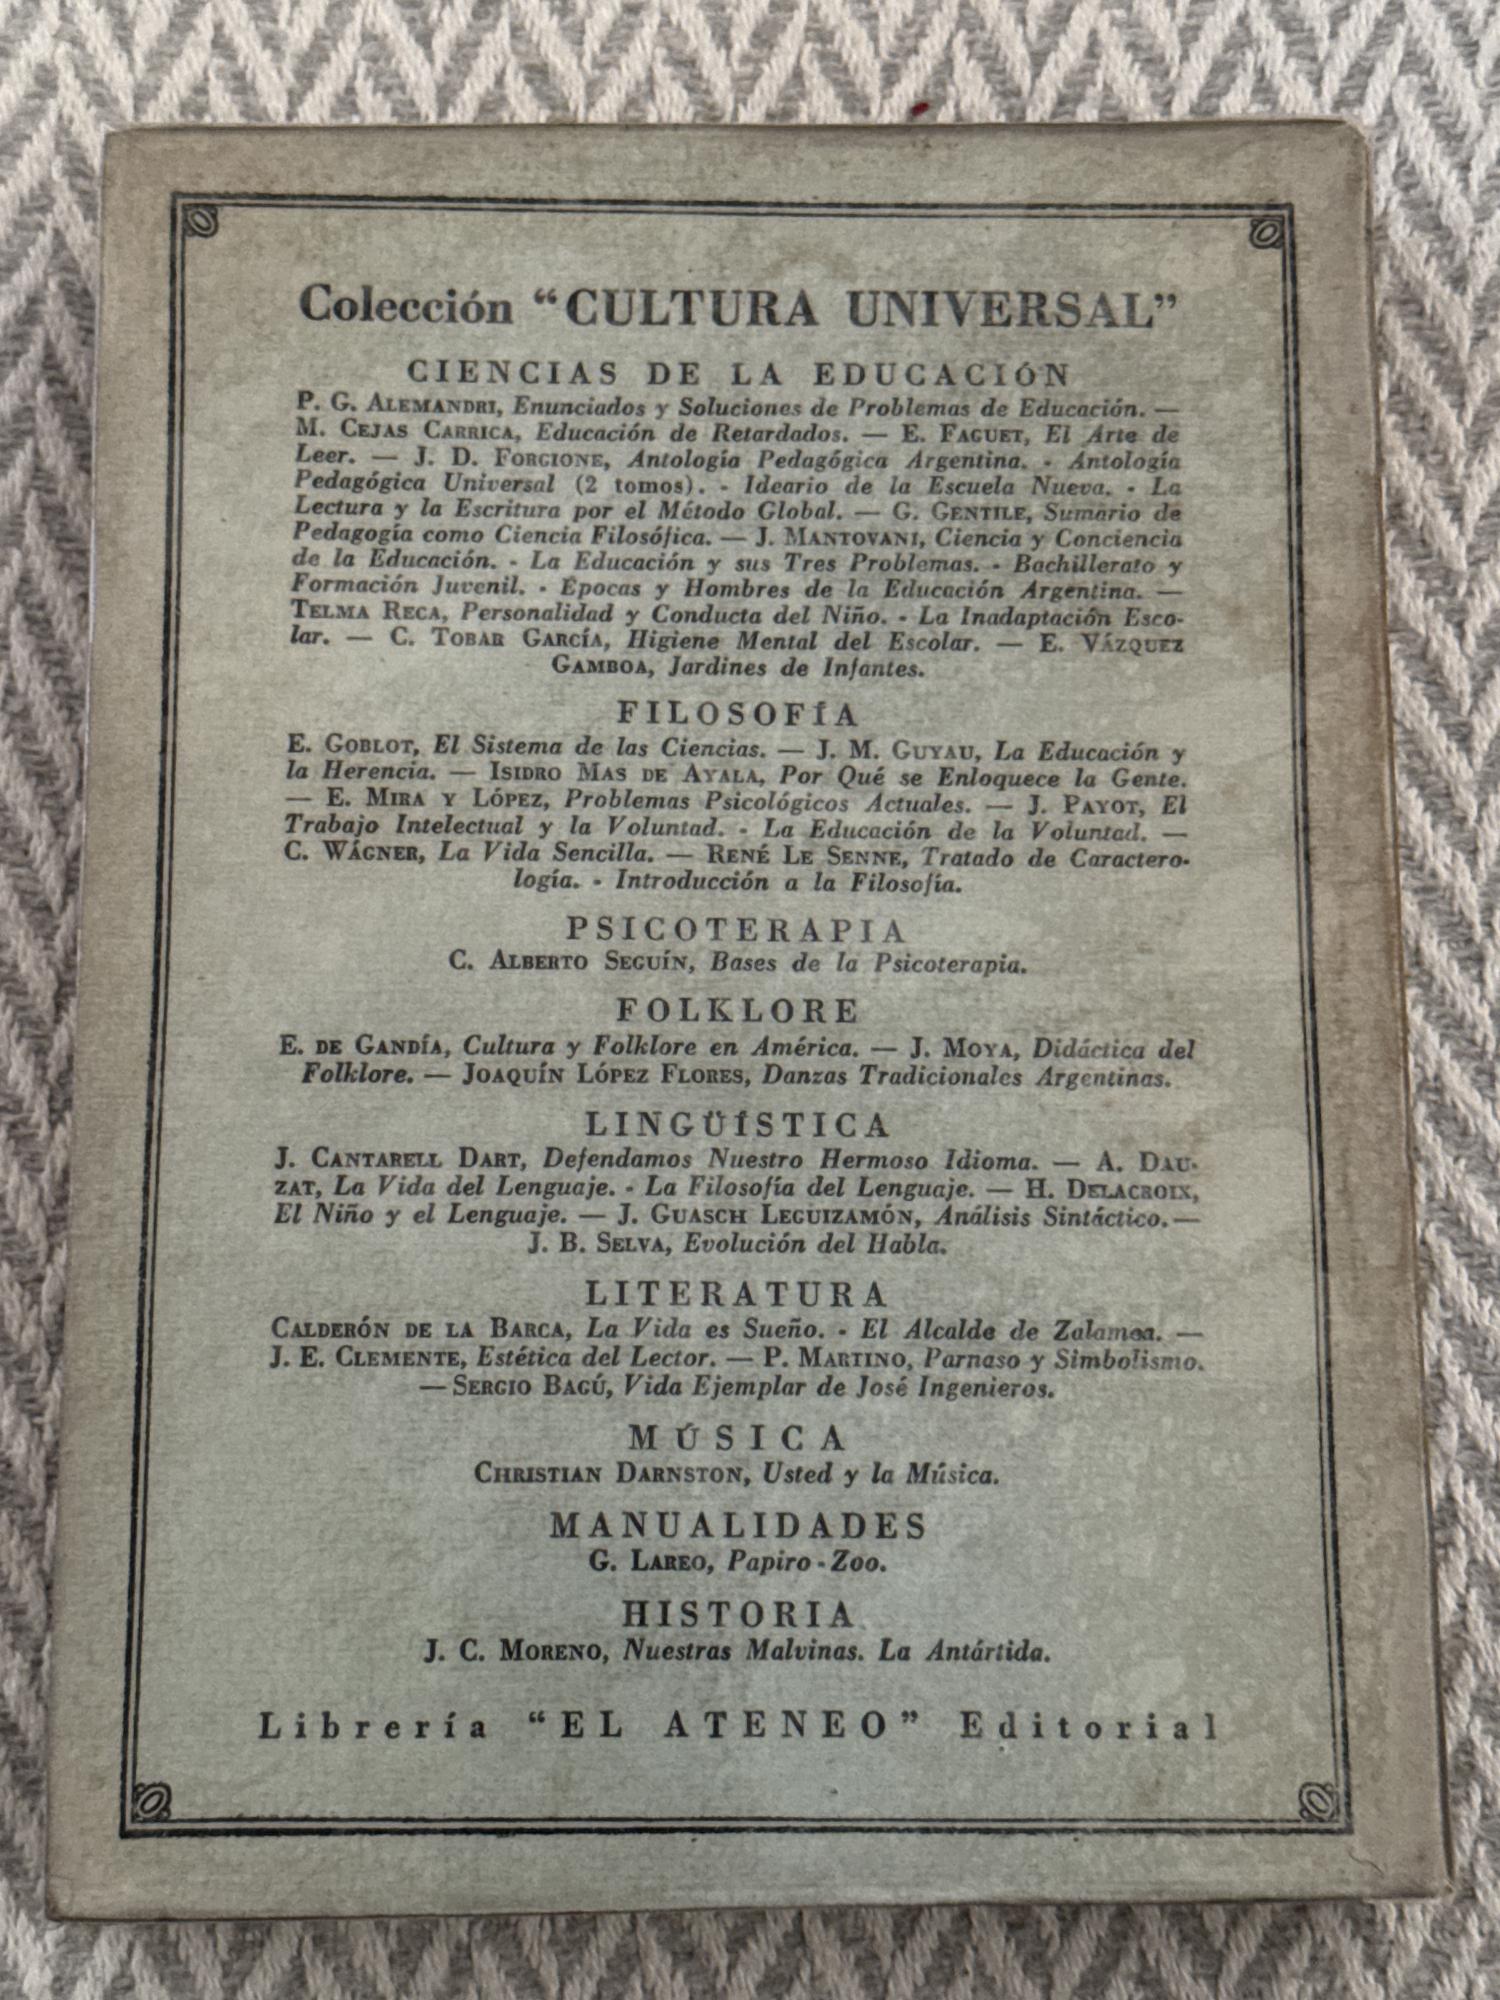 Colección “CULTURA UNIVERSAL”
CIENCIAS DE LA EDUCACIÓN
P. G. ALEMANDRI, Enunciados y Soluciones de Problemas de Educación. —
M. CEJAS CARRICA, Educación de Retardados. — E. FAGUET, El Arte de
Leer. — J. D. FORGIONE, Antología Pedagógica Argentina. - Antología
Pedagógica Universal (2 tomos). - Ideario de la Escuela Nueva. - La
Lectura y la Escritura por el Método Global. — G. GENTILE, Sumario de
Pedagogía como Ciencia Filosófica. — J. MANTOVANI, Ciencia y Conciencia
de la Educación. - La Educación y sus Tres Problemas. - Bachillerato y
Formación Juvenil. - Épocas y Hombres de la Educación Argentina. —
TELMA RECA, Personalidad y Conducta del Niño. - La Inadaptación Esco-
lar. — C. TOBAR GARCÍA, Higiene Mental del Escolar. — E. VÁZQUEZ
GAMBOA, Jardines de Infantes.
FILOSOFÍA
E. GOBLOT, El Sistema de las Ciencias. — J. M. GUYAU, La Educación y
la Herencia. — ISIDRO MAS DE AYALA, Por Qué se Enloquece la Gente.
— E. MIRA Y LÓPEZ, Problemas Psicológicos Actuales. — J. PAYOT, El
Trabajo Intelectual y la Voluntad. - La Educación de la Voluntad. —
C. WÁGNER, La Vida Sencilla. — RENÉ LE SENNE, Tratado de Caractero-
logía. - Introducción a la Filosofía.
PSICOTERAPIA
C. ALBERTO SEGUÍN, Bases de la Psicoterapia.
FOLKLORE
E. DE GANDÍA, Cultura y Folklore en América. — J. MOYA, Didáctica del
Folklore. — JOAQUÍN LÓPEZ FLORES, Danzas Tradicionales Argentinas.
LINGÜÍSTICA
J. CANTARELL DART, Defendamos Nuestro Hermoso Idioma. — A. DAU-
ZAT, La Vida del Lenguaje. - La Filosofía del Lenguaje. — H. DELACROIX,
El Niño y el Lenguaje. — J. GUASCH LEGUIZAMÓN, Análisis Sintáctico. —
J. B. SELVA, Evolución del Habla.
LITERATURA
CALDERÓN DE LA BARCA, La Vida es Sueño. - El Alcalde de Zalamea. —
J. E. CLEMENTE, Estética del Lector. — P. MARTINO, Parnaso y Simbolismo.
— SERGIO BAGÚ, Vida Ejemplar de José Ingenieros.
MÚSICA
CHRISTIAN DARNSTON, Usted y la Música.
MANUALIDADES
G. LAREO, Papiro-Zoo.
HISTORIA
J. C. MORENO, Nuestras Malvinas. La Antártida.
Librería “EL ATENEO” Editorial